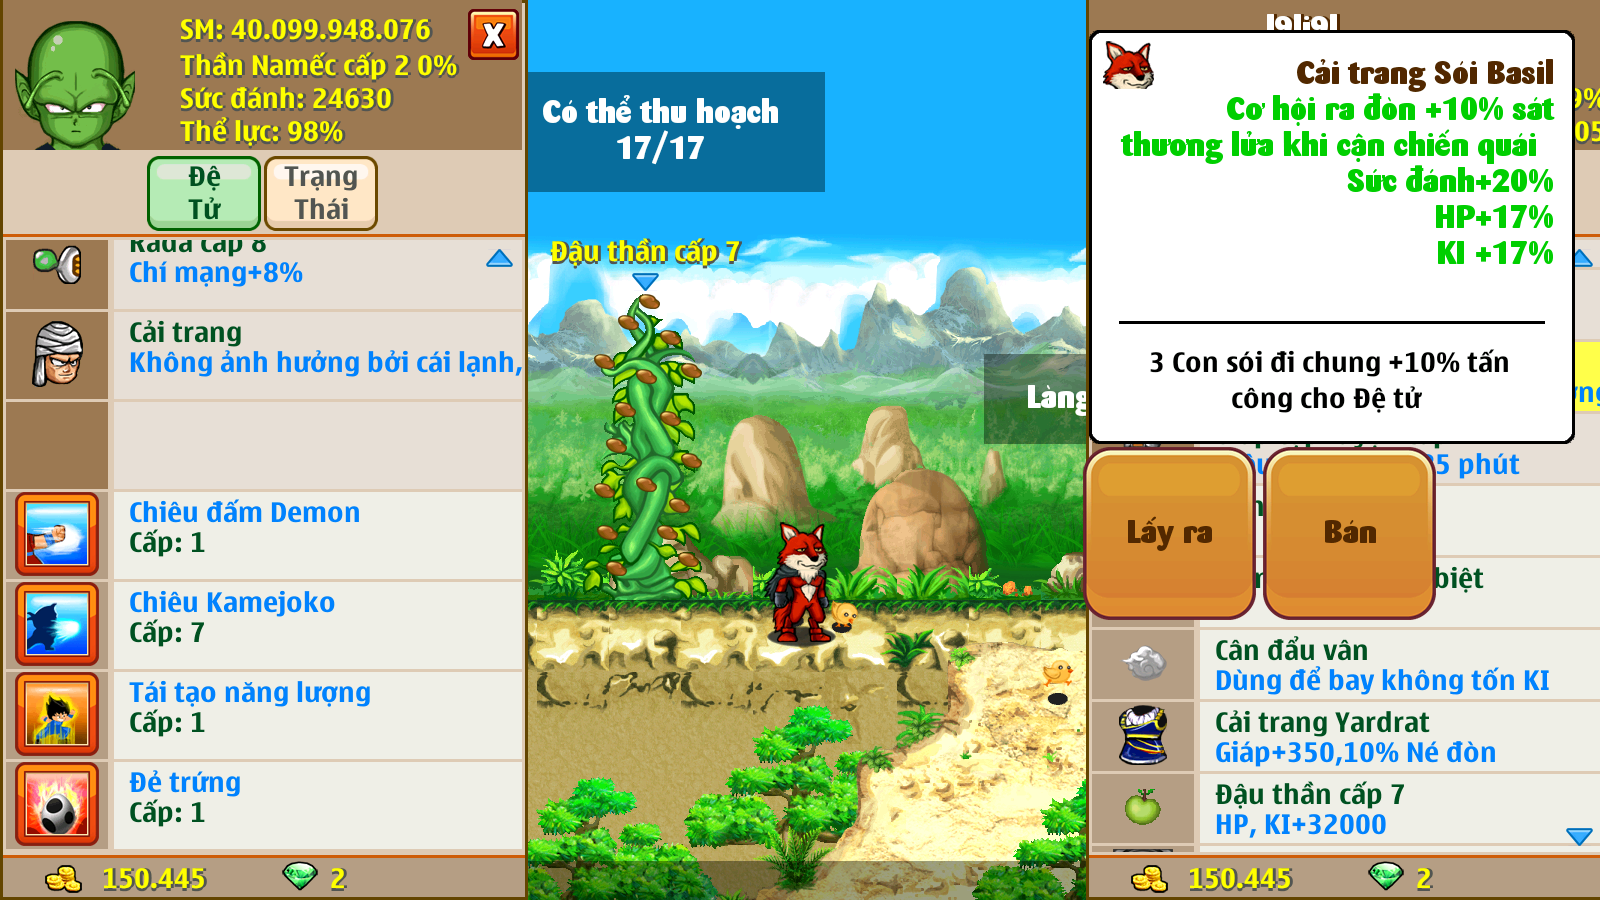 SM: 40.099.948.076
Thần Namếc cấp 2 0%
Sức đánh: 24630
Thể lực: 98%
X
Đệ
Tử
Trạng
Thái
Rada cấp 8
Chí mạng+8%
Cải trang
Không ảnh hưởng bởi cái lạnh,
Chiêu đấm Demon
Cấp: 1
Chiêu Kamejoko
Cấp: 7
Tái tạo năng lượng
Cấp: 1
Đẻ trứng
Cấp: 1
150.445
2
Có thể thu hoạch
17/17
Đậu thần cấp 7
Làng
Cải trang Sói Basil
Cơ hội ra đòn +10% sát
thương lửa khi cận chiến quái
Sức đánh+20%
HP+17%
KI +17%
3 Con sói đi chung +10% tấn
công cho Đệ tử
9%
05
5 phút
Lấy ra
Bán
biệt
Cân đẩu vân
Dùng để bay không tốn KI
Cải trang Yardrat
Giáp+350,10% Né đòn
Đậu thần cấp 7
HP, KI+32000
150.445
2